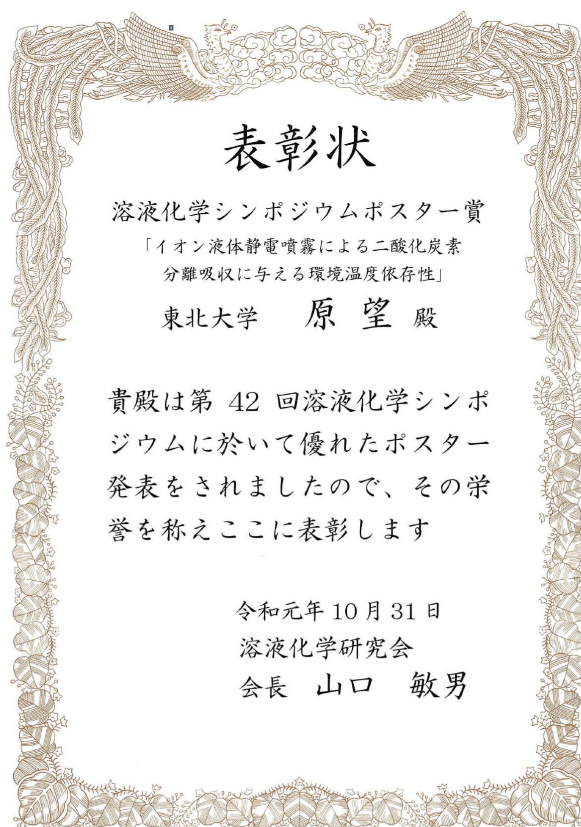 表彰状
溶液化学シンポジウムポスター賞
「イオン液体静電噴霧による二酸化炭素
分離吸収に与える環境温度依存性」
東北大学 原 望 殿
貴殿は第 42 回溶液化学シンポ
ジウムに於いて優れたポスター
発表をされましたので、その栄
誉を称えここに表彰します
令和元年 10 月 31 日
溶液化学研究会
会長 山口 敏男